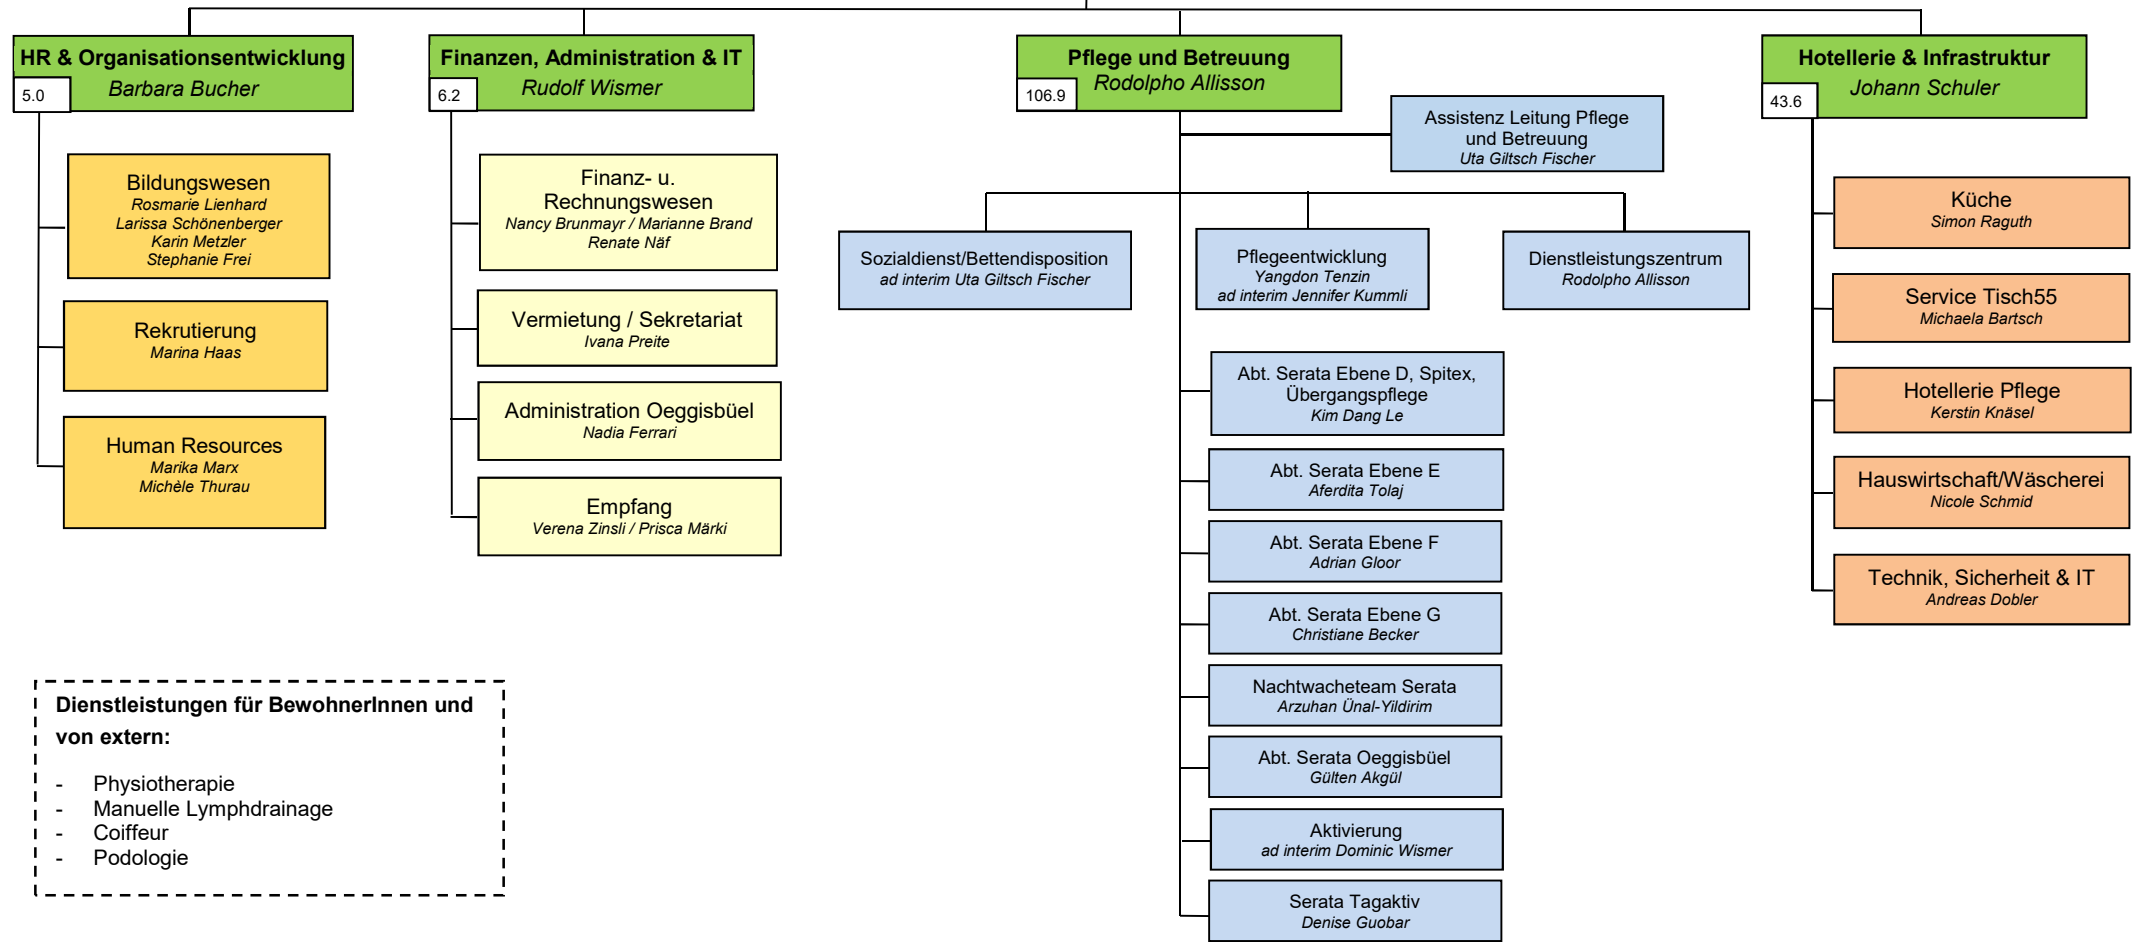 HR & Organisationsentwicklung
Barbara Bucher
5.0
Bildungswesen
Rosmarie Lienhard
Larissa Schönenberger
Karin Metzler
Stephanie Frei
Rekrutierung
Marina Haas
Human Resources
Marika Marx
Michèle Thurau
Finanzen, Administration & IT
Rudolf Wismer
6.2
Finanz- u.
Rechnungswesen
Nancy Brunmayr / Marianne Brand
Renate Näf
Vermietung / Sekretariat
Ivana Preite
Administration Oeggisbüel
Nadia Ferrari
Empfang
Verena Zinsli / Prisca Märki
Pflege und Betreuung
Rodolpho Allisson
106.9
Assistenz Leitung Pflege
und Betreuung
Uta Giltsch Fischer
Sozialdienst/Bettendisposition
ad interim Uta Giltsch Fischer
Pflegeentwicklung
Yangdon Tenzin
ad interim Jennifer Kummli
Dienstleistungszentrum
Rodolpho Allisson
Abt. Serata Ebene D, Spitex,
Übergangspflege
Kim Dang Le
Abt. Serata Ebene E
Aferdita Tolaj
Abt. Serata Ebene F
Adrian Gloor
Abt. Serata Ebene G
Christiane Becker
Nachtwacheteam Serata
Arzuhan Ünal-Yildirim
Abt. Serata Oeggisbüel
Gülten Akgül
Aktivierung
ad interim Dominic Wismer
Serata Tagaktiv
Denise Guobar
Hotellerie & Infrastruktur
Johann Schuler
43.6
Küche
Simon Raguth
Service Tisch55
Michaela Bartsch
Hotellerie Pflege
Kerstin Knäsel
Hauswirtschaft/Wäscherei
Nicole Schmid
Technik, Sicherheit & IT
Andreas Dobler
Dienstleistungen für BewohnerInnen und
von extern:
- Physiotherapie
- Manuelle Lymphdrainage
- Coiffeur
- Podologie